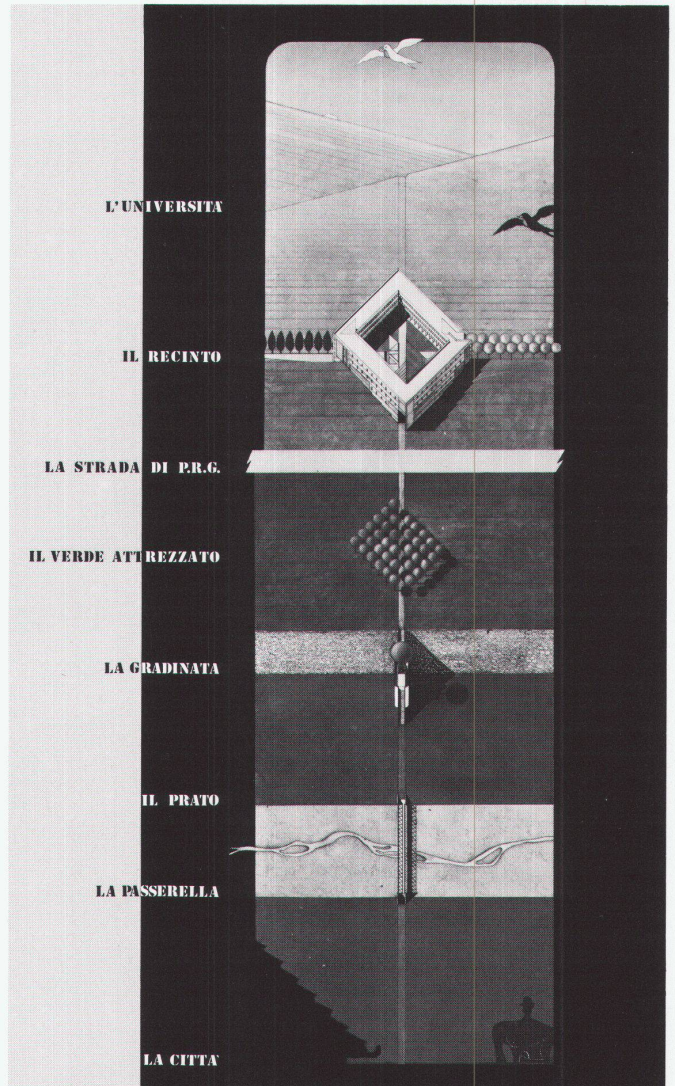 L'UNIVERSITA'
IL RECINTO
LA STRADA DI P.R.G.
IL VERDE ATTREZZATO
LA GRADINATA
IL PRATO
LA PASSERELLA
LA CITTA'